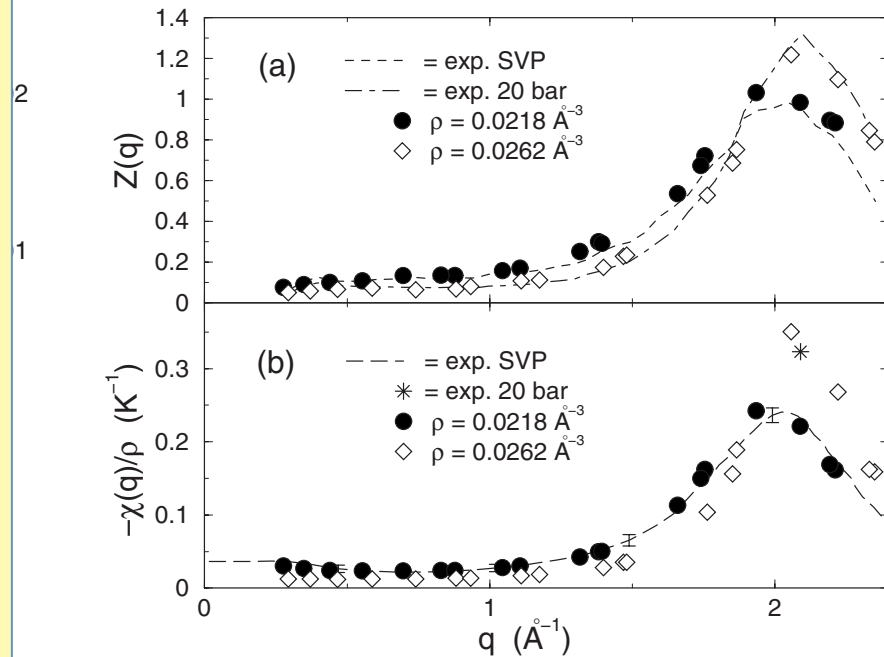 1.4
1.2
1
0.8
0.6
0.4
0.2
0
Z(q)
(a)
= exp. SVP
= exp. 20 bar
ρ = 0.0218 Å⁻³
ρ = 0.0262 Å⁻³
0.3
0.2
0.1
0
−χ(q)/ρ (K⁻¹)
(b)
= exp. SVP
= exp. 20 bar
ρ = 0.0218 Å⁻³
ρ = 0.0262 Å⁻³
0 1 2
q (Å⁻¹)
2
1